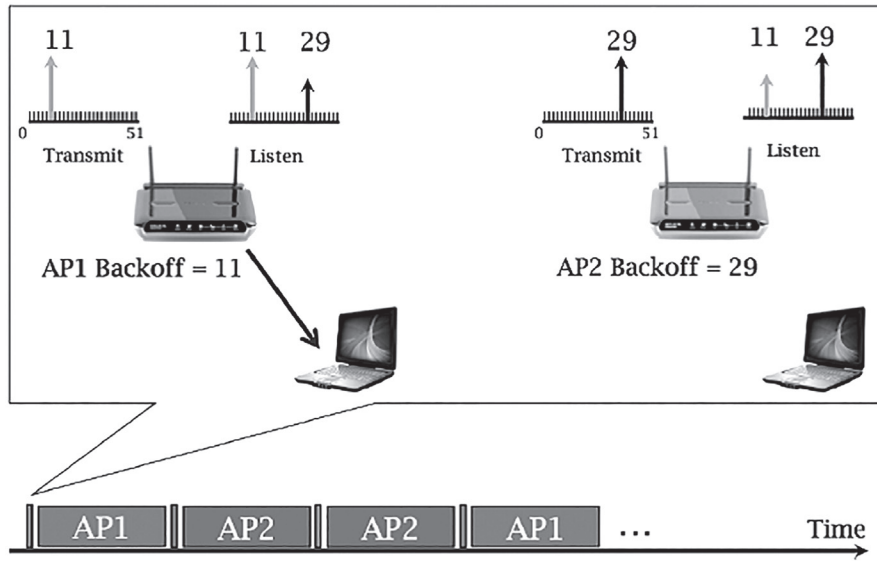 11
11 29
29
11 29
0 51
0 51
Transmit
Listen
Transmit
Listen
AP1 Backoff = 11
AP2 Backoff = 29
AP1 AP2 AP2 AP1 ... Time